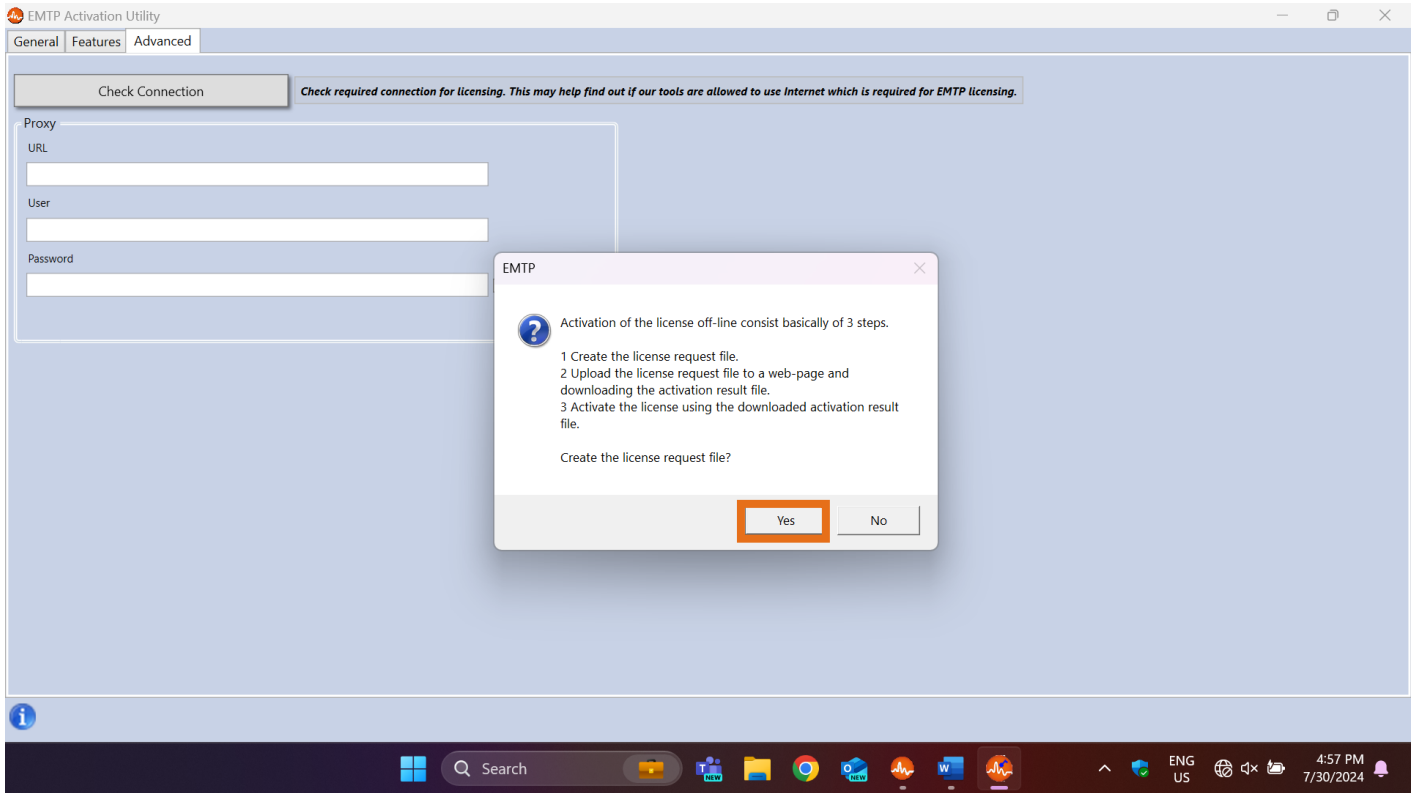 EMTP Activation Utility
General Features Advanced
Check Connection
Check required connection for licensing. This may help find out if our tools are allowed to use Internet which is required for EMTP licensing.
Proxy
URL
User
Password
EMTP
Activation of the license off-line consist basically of 3 steps.
1 Create the license request file.
2 Upload the license request file to a web-page and
downloading the activation result file.
3 Activate the license using the downloaded activation result
file.
Create the license request file?
Yes No
Search
NEW
NEW
ENG
US
4:57 PM
7/30/2024